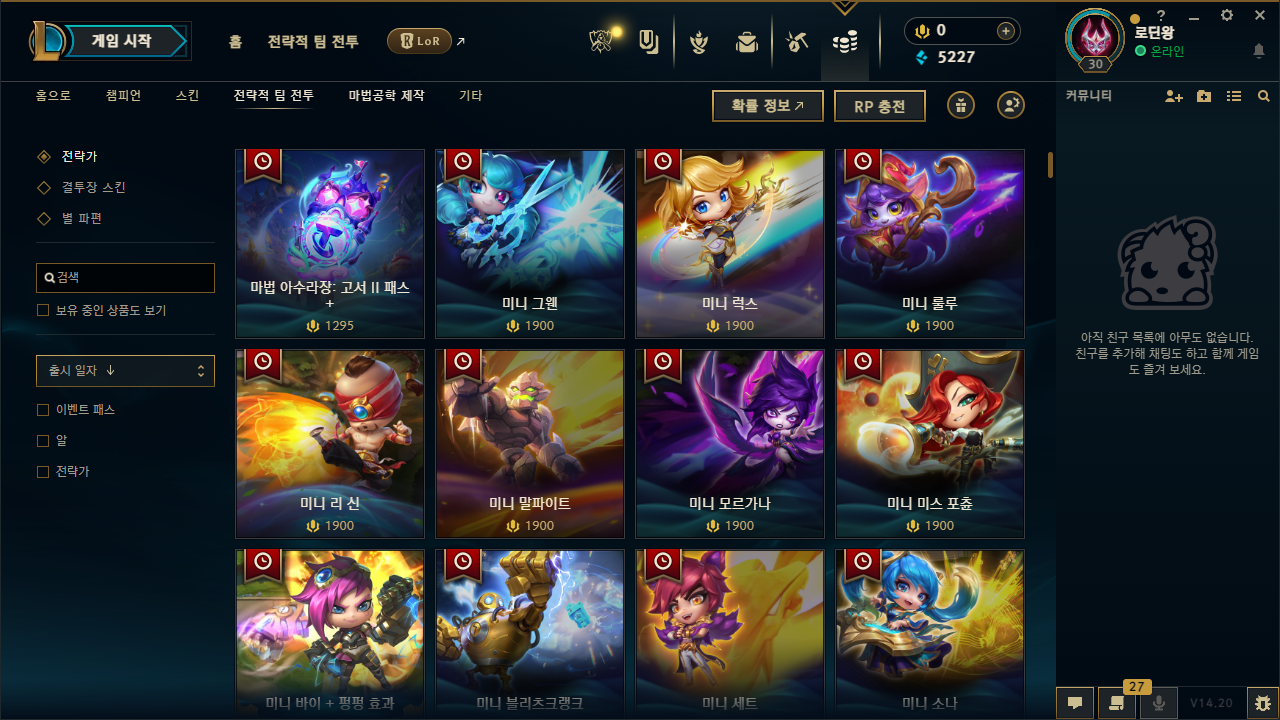 게임 시작
홈
전략적 팀 전투
LoR
0
5227
?
로딘왕
온라인
30
홈으로
챔피언
스킨
전략적 팀 전투
마법공학 제작
기타
확률 정보
RP 충전
커뮤니티
전략가
결투장 스킨
별 파편
검색
보유 중인 상품도 보기
출시 일자
이벤트 패스
알
전략가
마법 아수라장: 고서 II 패스
+
1295
미니 그웬
1900
미니 럭스
1900
미니 룰루
1900
미니 리 신
1900
미니 말파이트
1900
미니 모르가나
1900
미니 미스 포츈
1900
미니 바이 + 펑펑 효과
미니 블리츠크랭크
미니 세트
미니 소나
아직 친구 목록에 아무도 없습니다.
친구를 추가해 채팅도 하고 함께 게임
도 즐겨 보세요.
27
V14.20